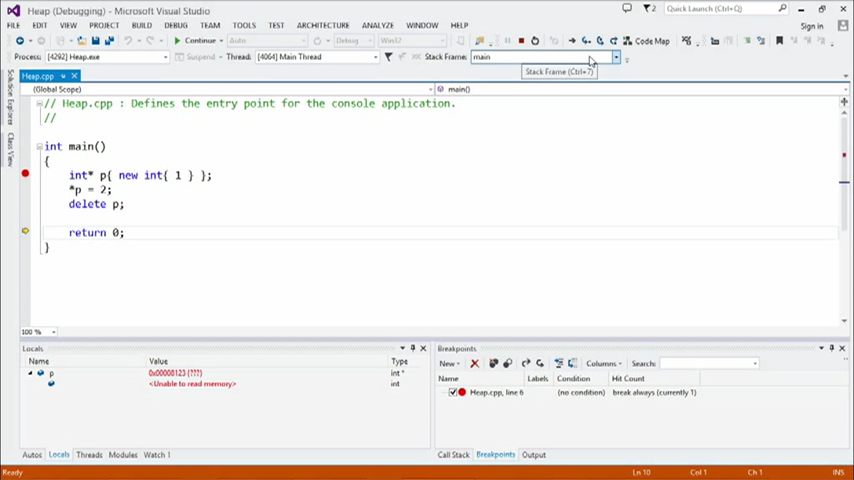 Heap (Debugging) - Microsoft Visual Studio
2
Quick Launch (Ctrl+Q)
FILE EDIT VIEW PROJECT BUILD DEBUG TEAM TOOLS TEST ARCHITECTURE ANALYZE WINDOW HELP
Sign in
Continue Auto Debug Win32 Code Map
Process: [4292] Heap.exe Suspend Thread: [4064] Main Thread Stack Frame: main
Stack Frame (Ctrl+7)
Solution Explorer
Class View
Heap.cpp
(Global Scope) main()
// Heap.cpp : Defines the entry point for the console application.
//
int main()
{
int* p{ new int{ 1 } };
*p = 2;
delete p;
return 0;
}
100 %
Locals
Name Value Type
p 0x00008123 {???} int *
<Unable to read memory> int
Autos Locals Threads Modules Watch 1
Breakpoints
New Columns Search:
Name Labels Condition Hit Count
Heap.cpp, line 6 (no condition) break always (currently 1)
Call Stack Breakpoints Output
Ready Ln 10 Col 1 Ch 1 INS